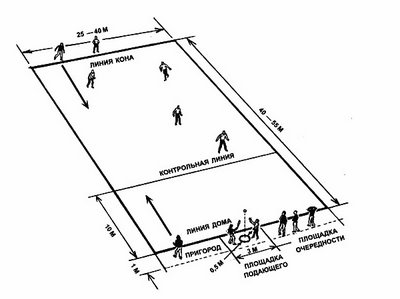 25 — 40 М
ЛИНИЯ КОНА
40 — 55 М
КОНТРОЛЬНАЯ ЛИНИЯ
ЛИНИЯ ДОМА
10 М
1 М
ПРИГОРОД
0,5 М
3 М
ПЛОЩАДКА
ПОДАЮЩЕГО
ПЛОЩАДКА
ОЧЕРЕДНОСТИ